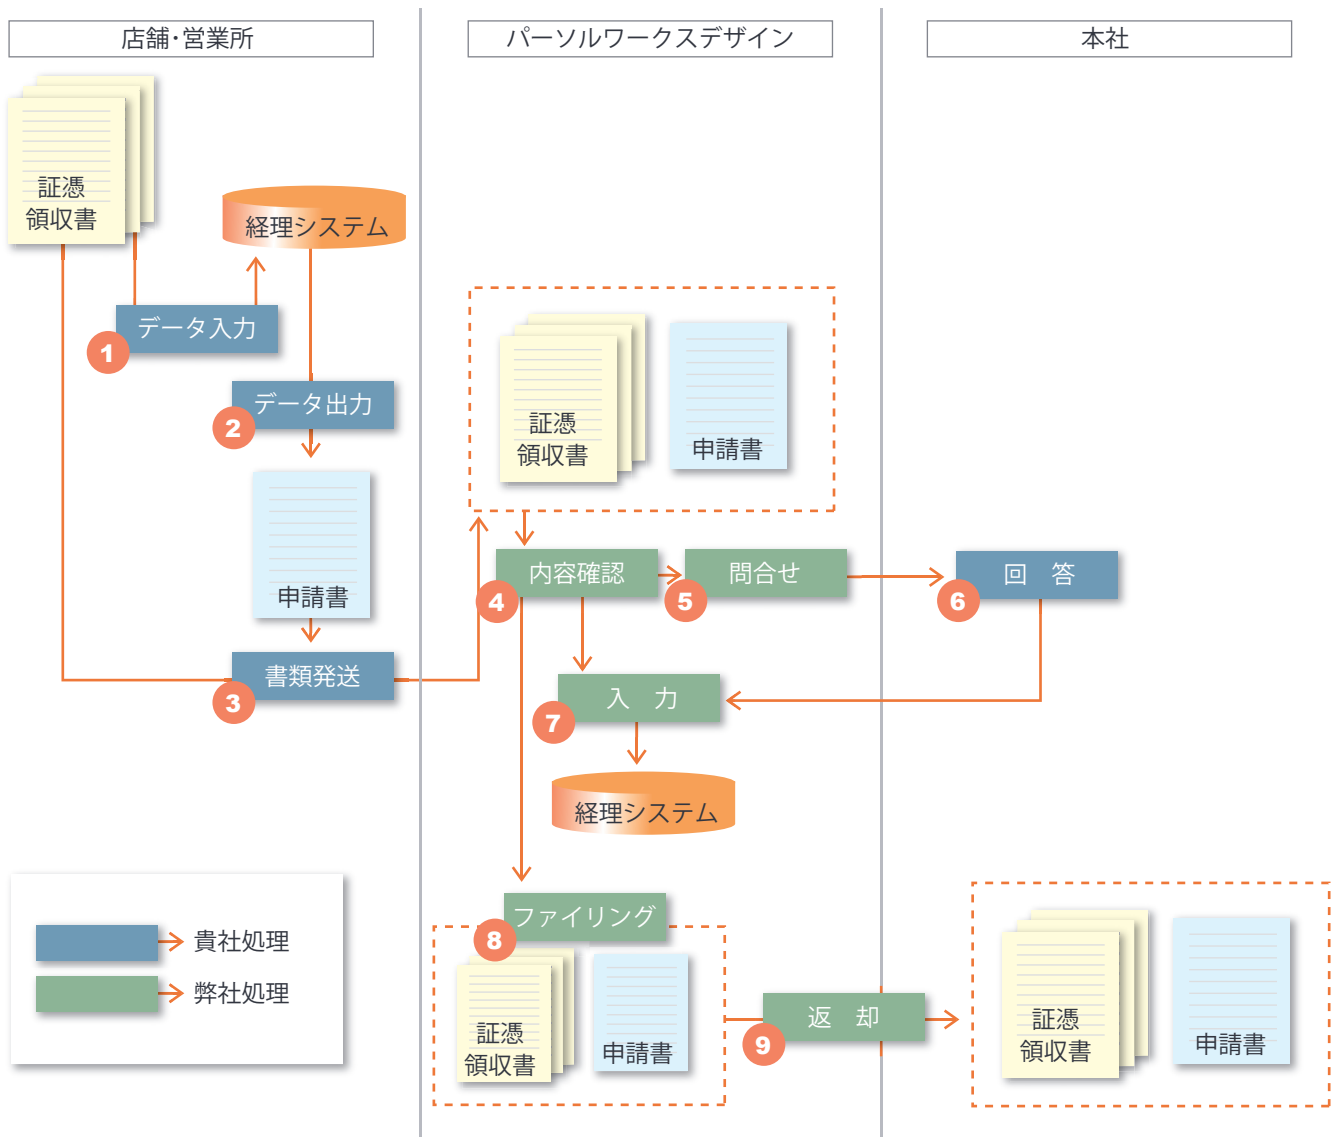 店舗・営業所
パーソルワークスデザイン
本社
証憑
領収書
経理システム
データ入力
1
データ出力
2
申請書
書類発送
3
証憑
領収書
申請書
内容確認
4
問合せ
5
回　答
6
入　力
7
経理システム
ファイリング
8
証憑
領収書
申請書
返　却
9
証憑
領収書
申請書
貴社処理
弊社処理